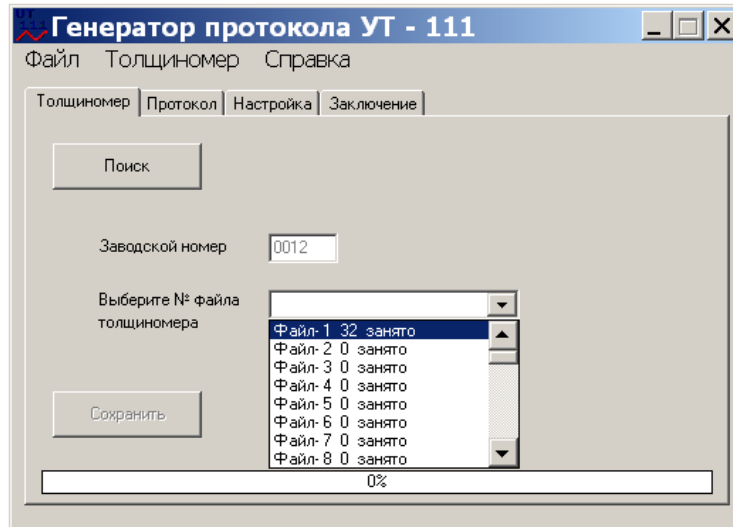 UT
111
Генератор протокола УТ - 111
Файл Толщиномер Справка
Толщиномер Протокол Настройка Заключение
Поиск
Заводской номер 0012
Выберите № файла
толщиномера
Файл- 1 32 занято
Файл- 2 0 занято
Файл- 3 0 занято
Файл- 4 0 занято
Файл- 5 0 занято
Файл- 6 0 занято
Файл- 7 0 занято
Файл- 8 0 занято
Сохранить
0%